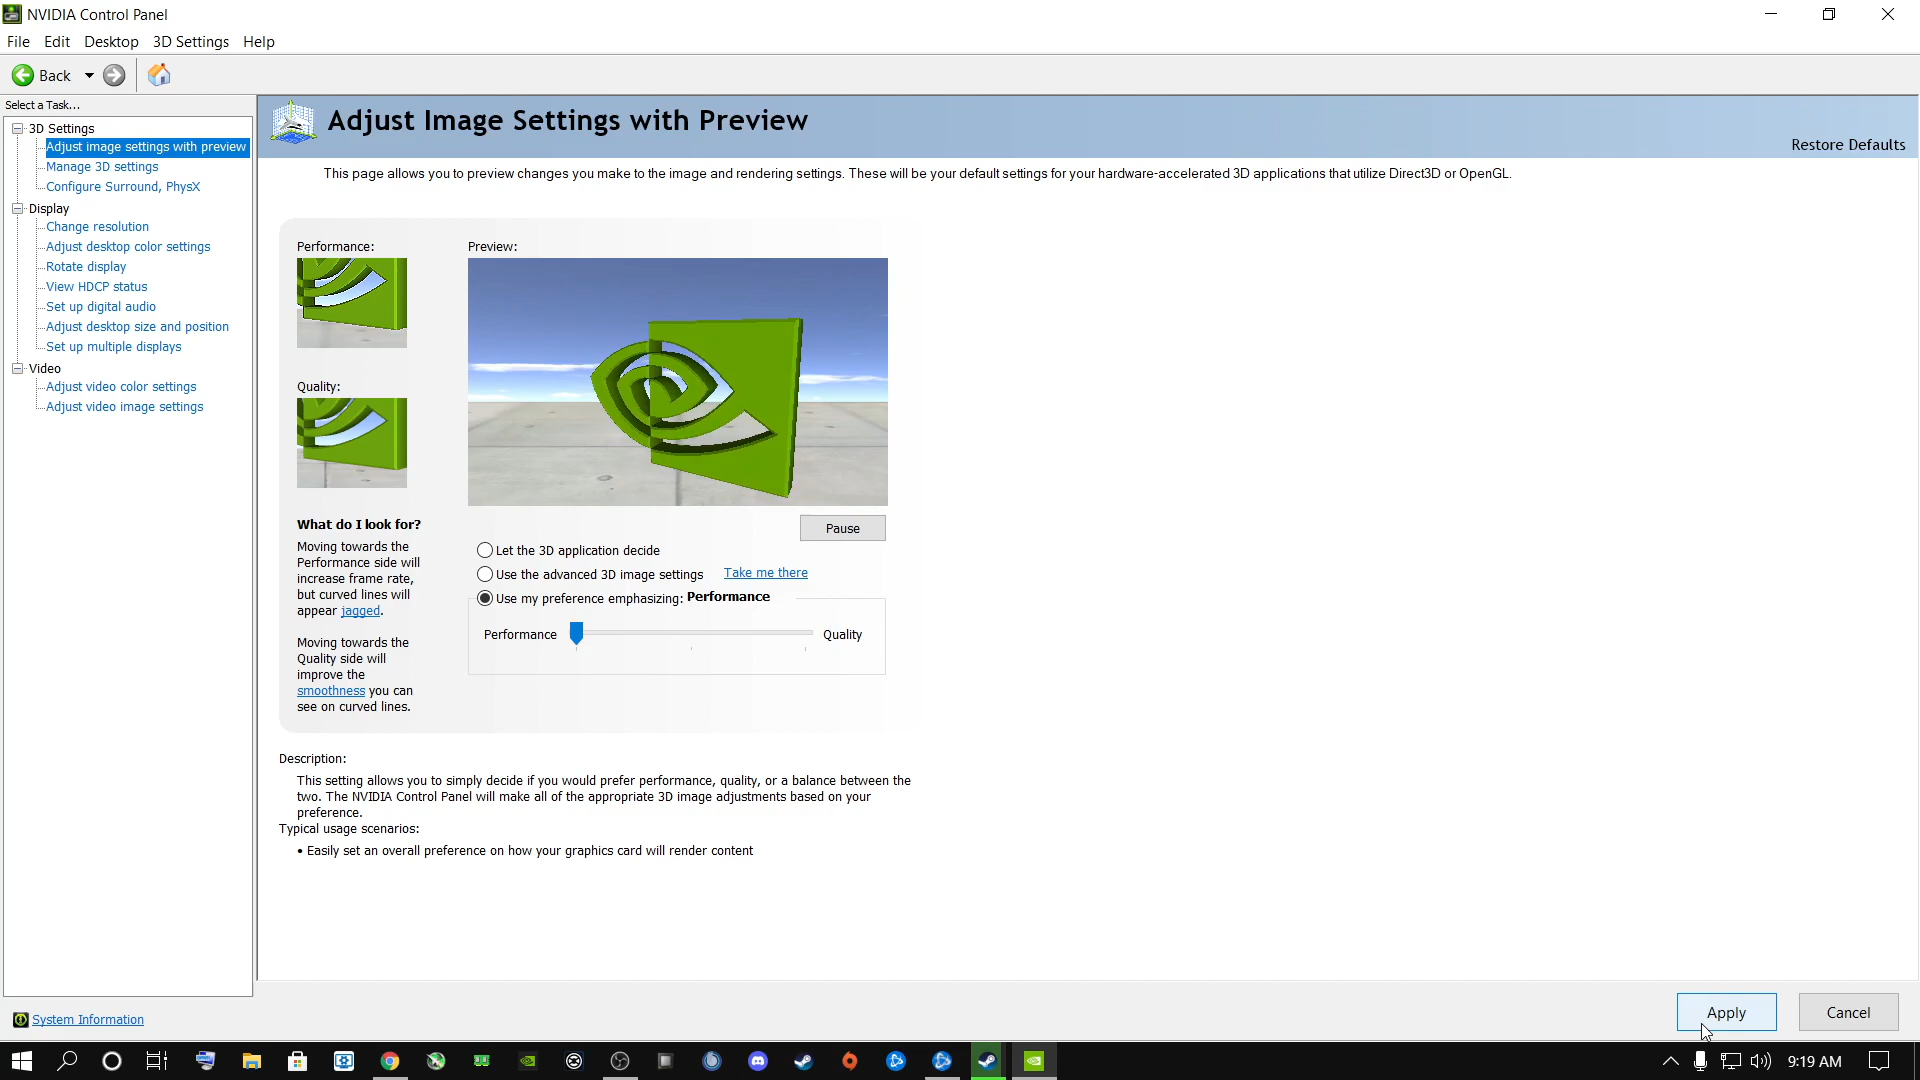 NVIDIA Control Panel
File Edit Desktop 3D Settings Help
Back
Select a Task...
3D Settings
Adjust image settings with preview
Manage 3D settings
Configure Surround, PhysX
Display
Change resolution
Adjust desktop color settings
Rotate display
View HDCP status
Set up digital audio
Adjust desktop size and position
Set up multiple displays
Video
Adjust video color settings
Adjust video image settings
System Information
Adjust Image Settings with Preview
Restore Defaults
This page allows you to preview changes you make to the image and rendering settings. These will be your default settings for your hardware-accelerated 3D applications that utilize Direct3D or OpenGL.
Performance:
Quality:
What do I look for?
Moving towards the
Performance side will
increase frame rate,
but curved lines will
appear jagged.
Moving towards the
Quality side will
improve the
smoothness you can
see on curved lines.
Preview:
Pause
Let the 3D application decide
Use the advanced 3D image settings Take me there
Use my preference emphasizing: Performance
Performance Quality
Description:
This setting allows you to simply decide if you would prefer performance, quality, or a balance between the
two. The NVIDIA Control Panel will make all of the appropriate 3D image adjustments based on your
preference.
Typical usage scenarios:
• Easily set an overall preference on how your graphics card will render content
Apply Cancel
9:19 AM